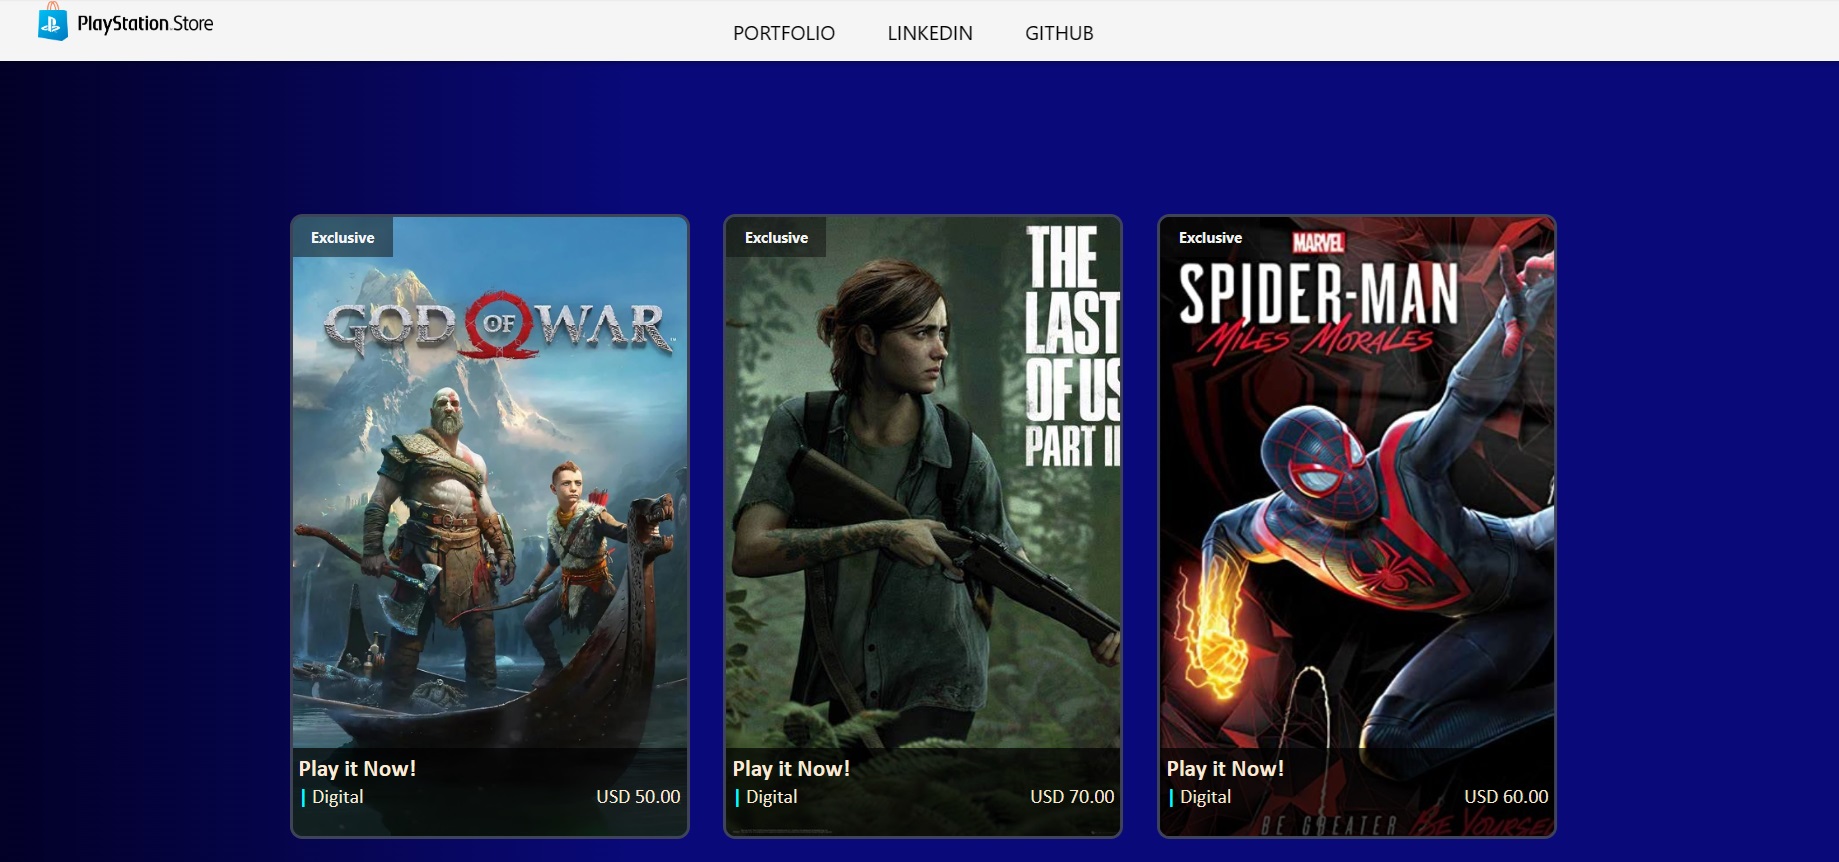 PlayStation Store
PORTFOLIO LINKEDIN GITHUB
Exclusive
GOD OF WAR
Play it Now!
| Digital USD 50.00
Exclusive
THE
LAST
OF US
PART II
Play it Now!
| Digital USD 70.00
Exclusive
MARVEL
SPIDER-MAN
MILES MORALES
Play it Now!
| Digital USD 60.00
BE GREATER BE YOURSE